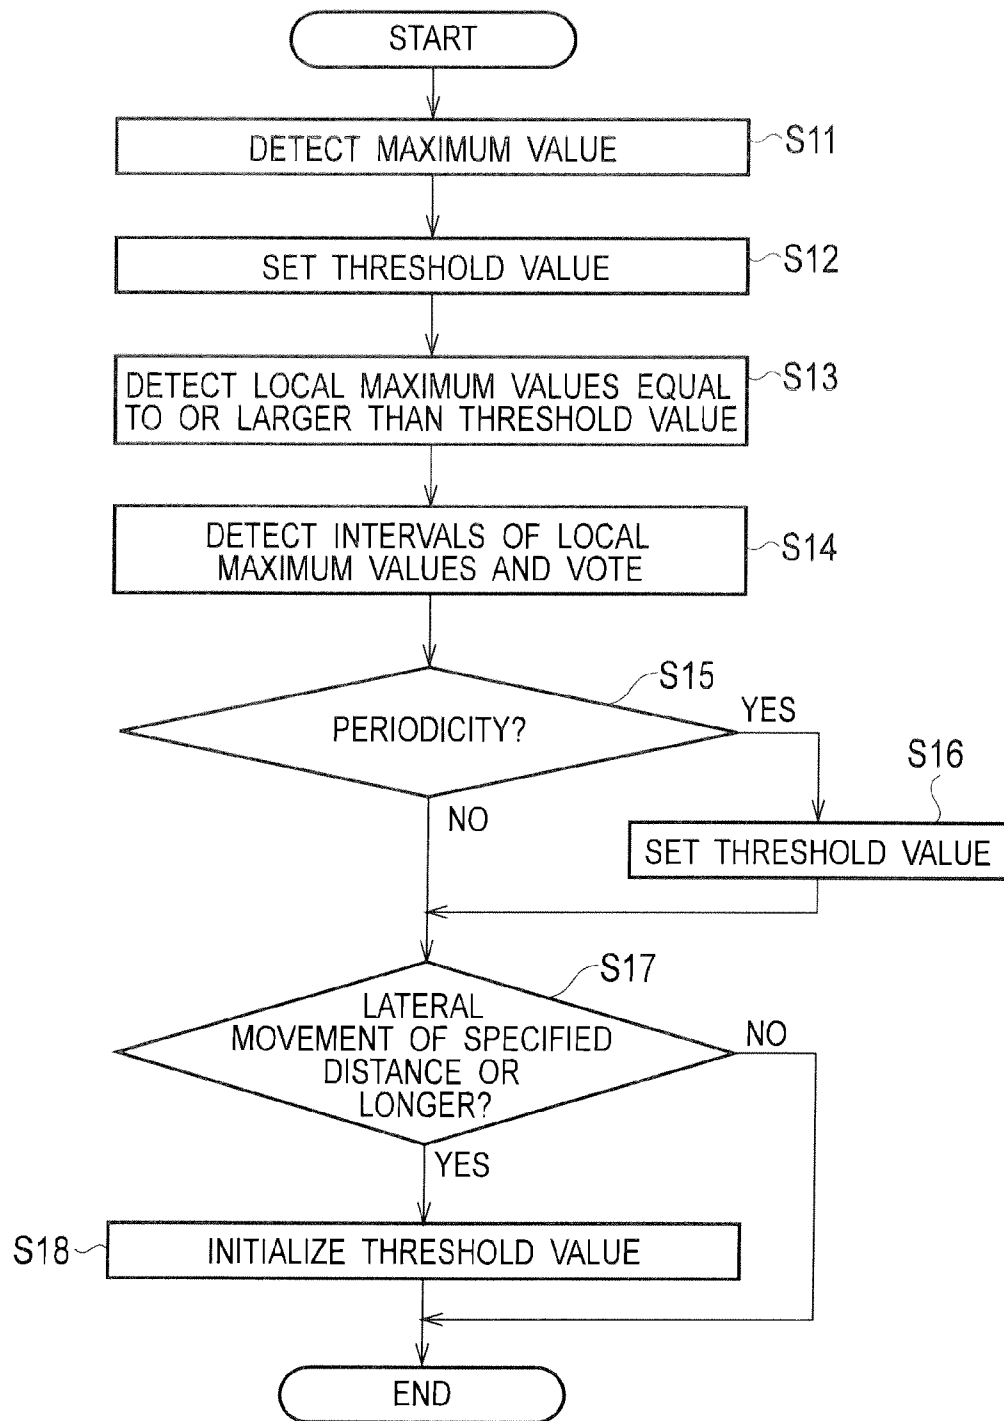 START
DETECT MAXIMUM VALUE
S11
SET THRESHOLD VALUE
S12
DETECT LOCAL MAXIMUM VALUES EQUAL
TO OR LARGER THAN THRESHOLD VALUE
S13
DETECT INTERVALS OF LOCAL
MAXIMUM VALUES AND VOTE
S14
PERIODICITY?
S15
YES
NO
S16
SET THRESHOLD VALUE
S17
LATERAL
MOVEMENT OF SPECIFIED
DISTANCE OR
LONGER?
NO
YES
S18
INITIALIZE THRESHOLD VALUE
END